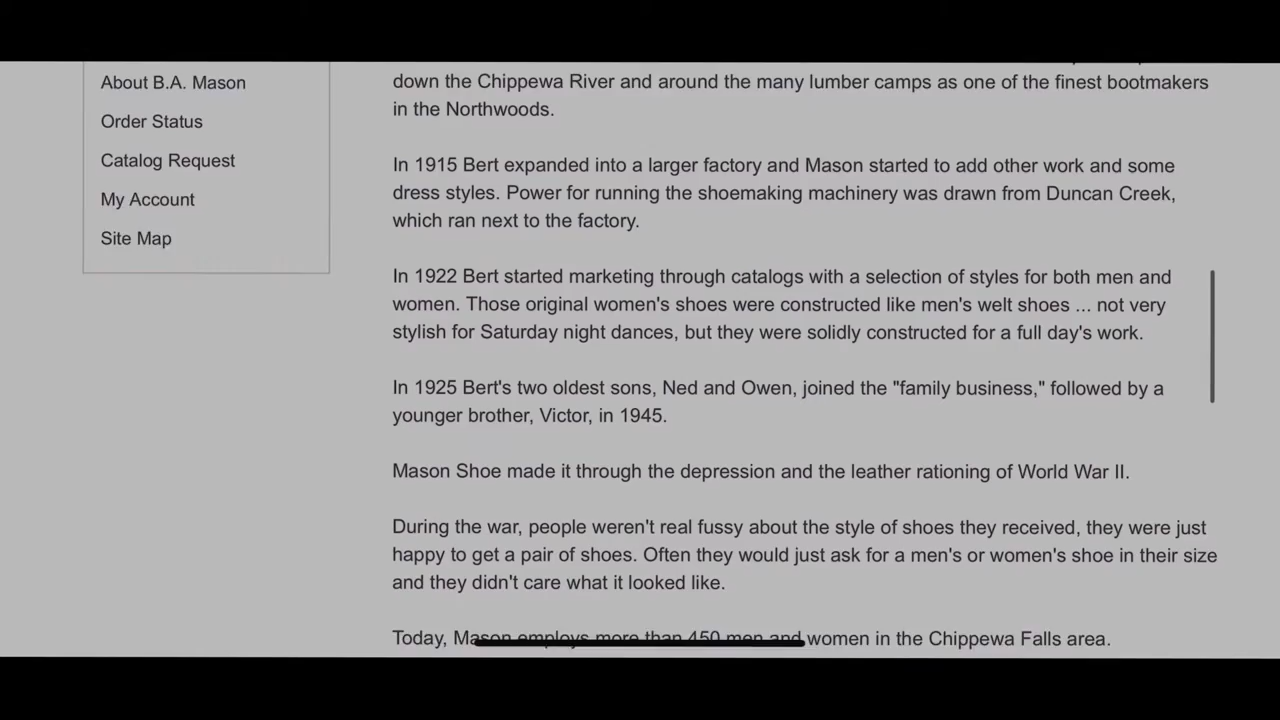 About B.A. Mason
Order Status
Catalog Request
My Account
Site Map
down the Chippewa River and around the many lumber camps as one of the finest bootmakers
in the Northwoods.
In 1915 Bert expanded into a larger factory and Mason started to add other work and some
dress styles. Power for running the shoemaking machinery was drawn from Duncan Creek,
which ran next to the factory.
In 1922 Bert started marketing through catalogs with a selection of styles for both men and
women. Those original women's shoes were constructed like men's welt shoes ... not very
stylish for Saturday night dances, but they were solidly constructed for a full day's work.
In 1925 Bert's two oldest sons, Ned and Owen, joined the "family business," followed by a
younger brother, Victor, in 1945.
Mason Shoe made it through the depression and the leather rationing of World War II.
During the war, people weren't real fussy about the style of shoes they received, they were just
happy to get a pair of shoes. Often they would just ask for a men's or women's shoe in their size
and they didn't care what it looked like.
Today, Mason employs more than 450 men and women in the Chippewa Falls area.